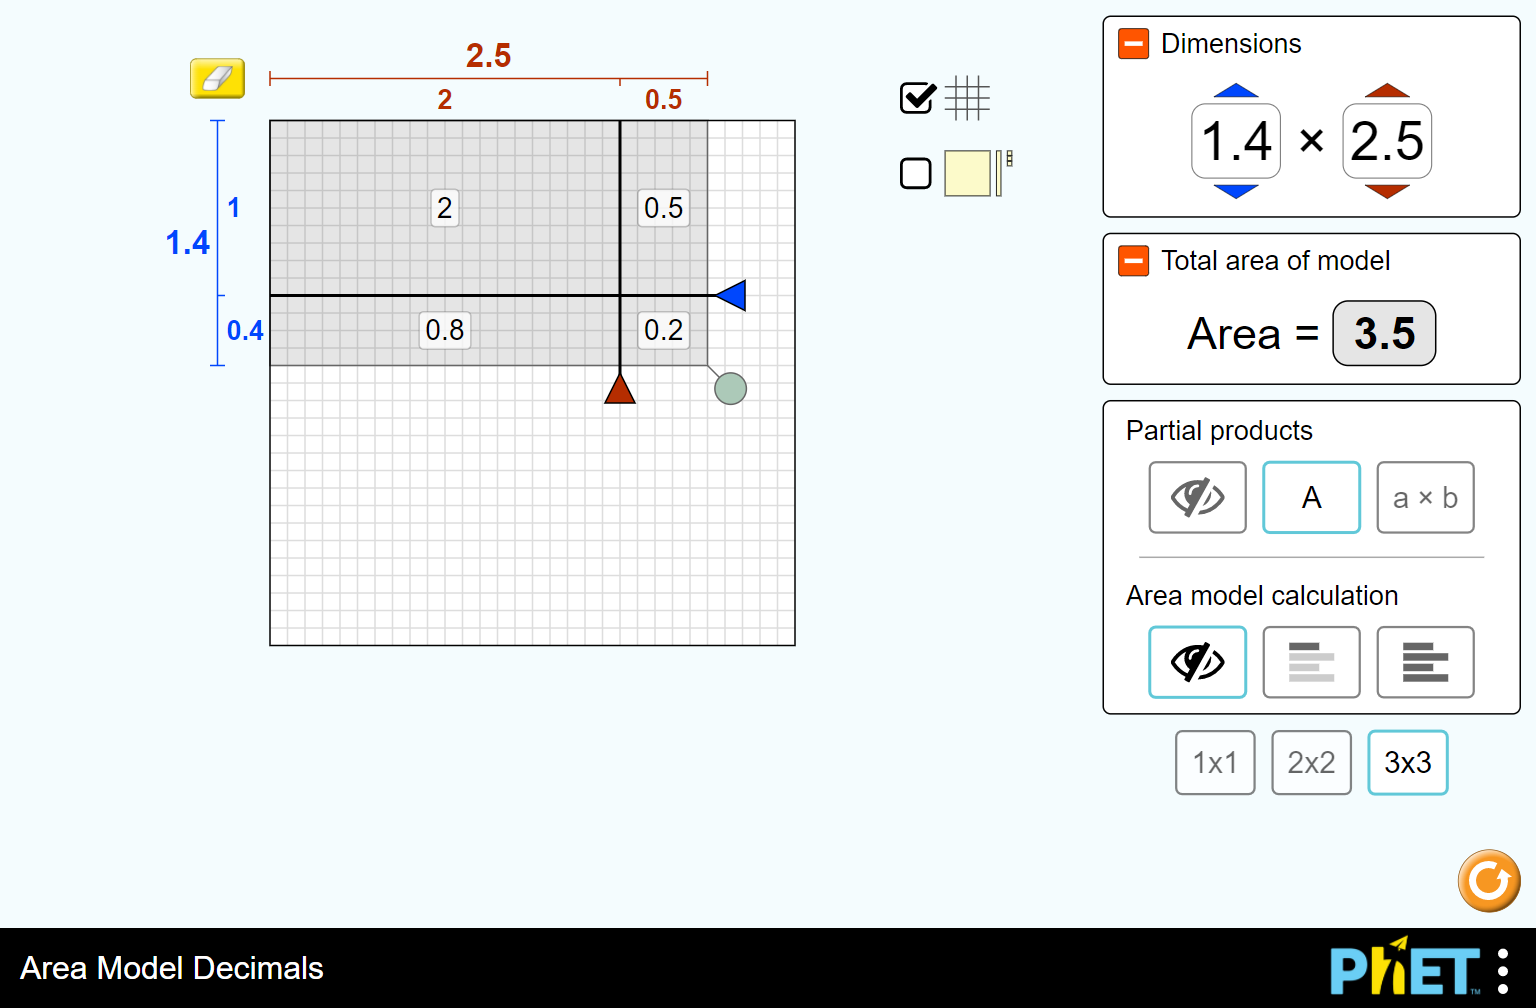 2.5
2 0.5
1
1.4
0.4
2 0.5
0.8 0.2
Dimensions
1.4 × 2.5
Total area of model
Area = 3.5
Partial products
A
a × b
Area model calculation
1x1 2x2 3x3
Area Model Decimals
PhET™